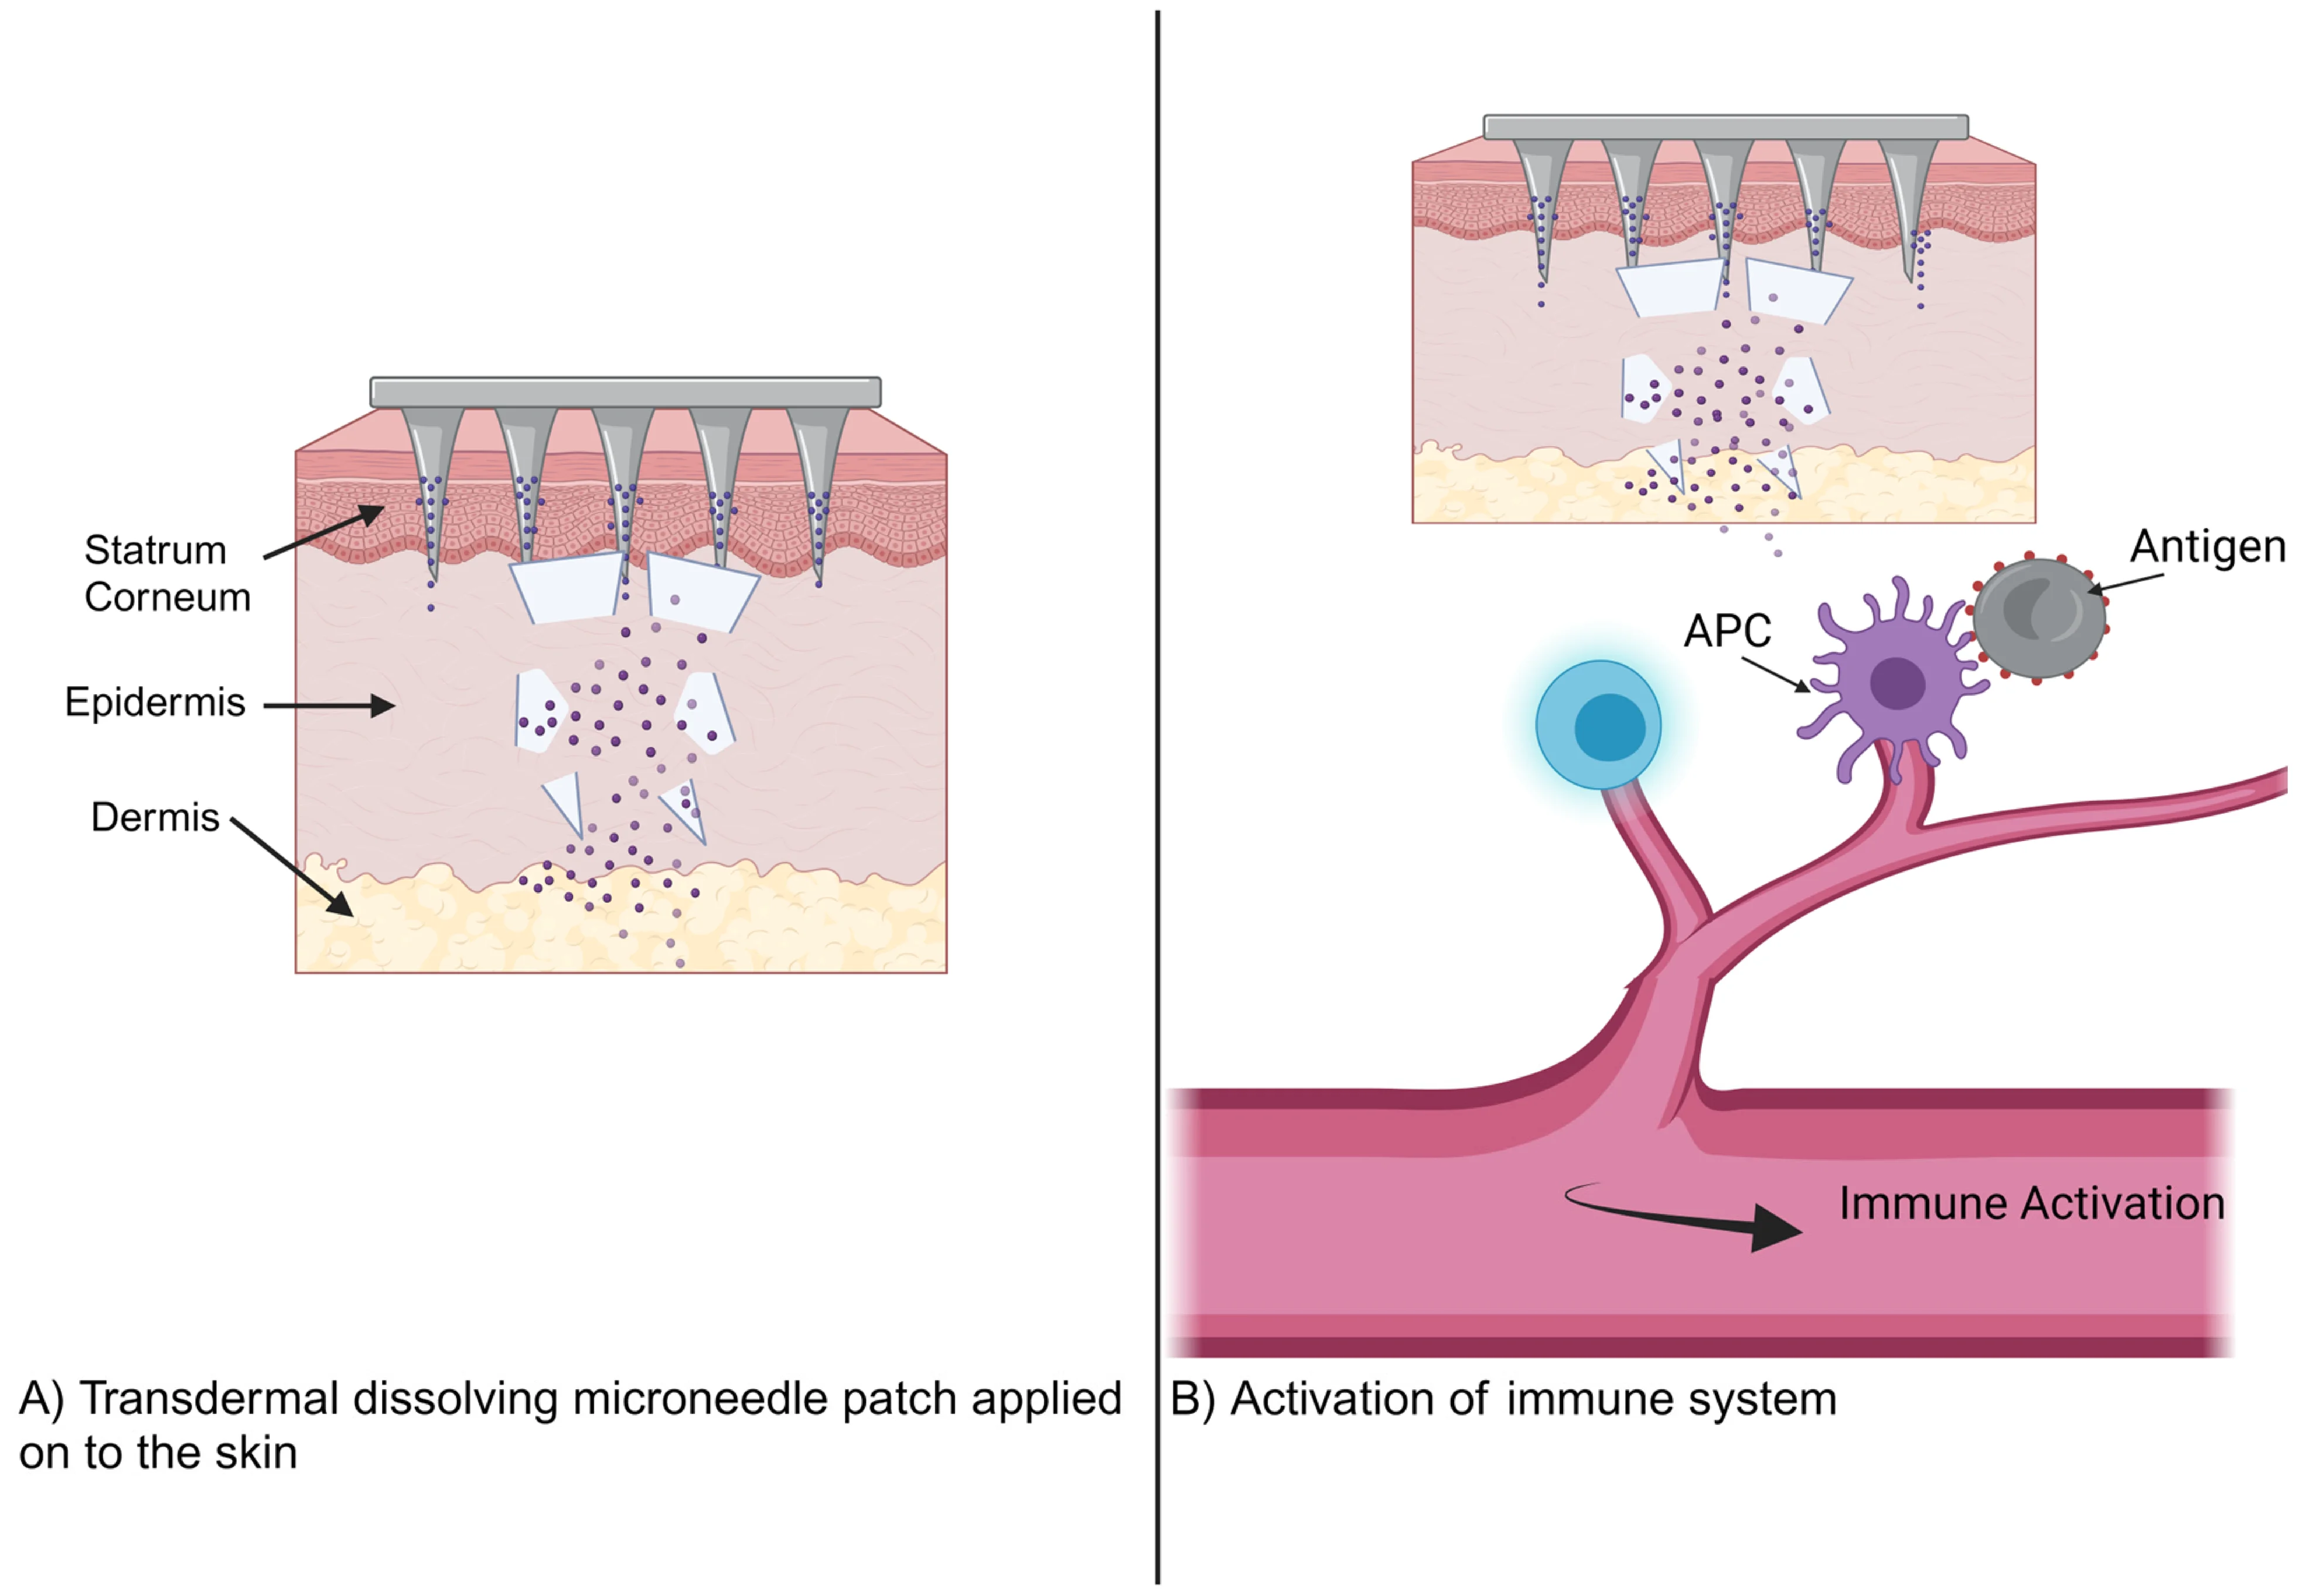 Statrum
Corneum
Epidermis
Dermis
A) Transdermal dissolving microneedle patch applied
on to the skin
Antigen
APC
Immune Activation
B) Activation of immune system